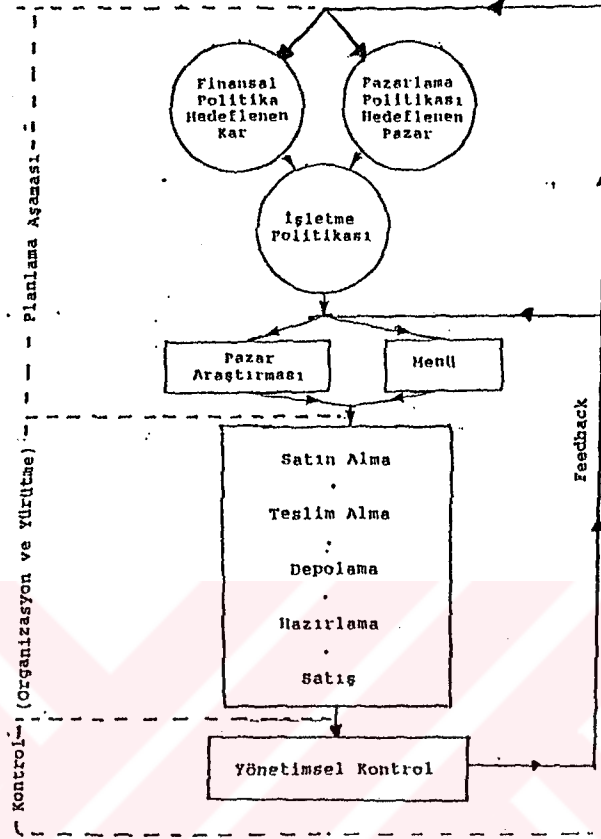 Finansal
Politika
Hedeflenen
Kar
Pazarlama
Politikası
Hedeflenen
Pazar
İşletme
Politikası
Pazar
Araştırması
Menü
Satın Alma
Teslim Alma
Depolama
Hazırlama
Satış
Yönetimsel Kontrol
Planlama Aşaması
(Organizasyon ve Yürütme)
Kontrol
Feedhack